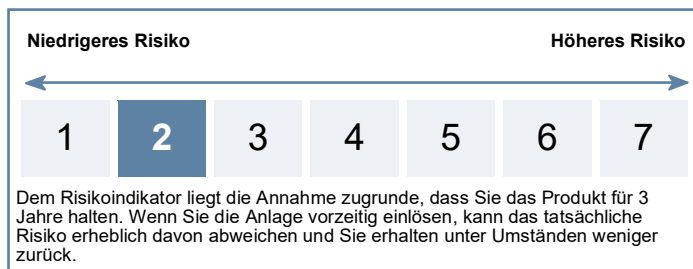 Niedrigeres Risiko Höheres Risiko
1 2 3 4 5 6 7
Dem Risikoindikator liegt die Annahme zugrunde, dass Sie das Produkt für 3
Jahre halten. Wenn Sie die Anlage vorzeitig einlösen, kann das tatsächliche
Risiko erheblich davon abweichen und Sie erhalten unter Umständen weniger
zurück.